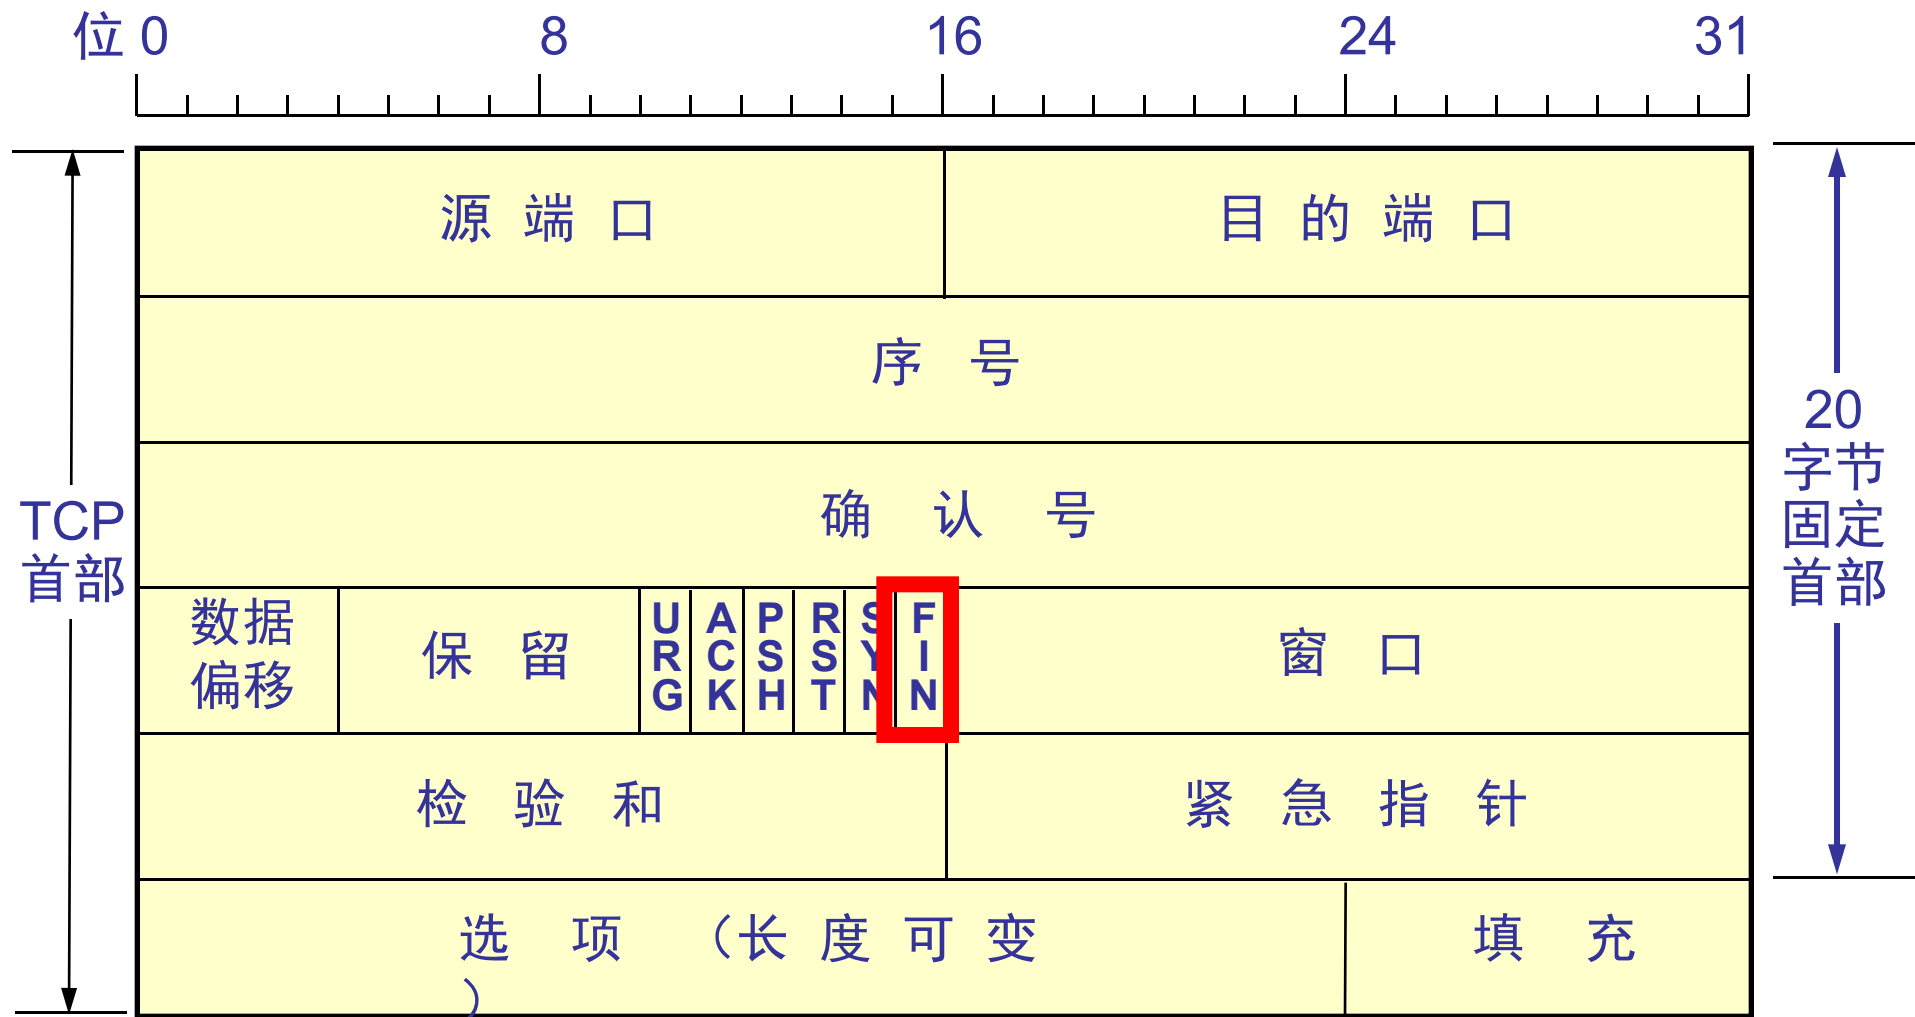 位 0 8 16 24 31
源 端 口 目 的 端 口
序 号
确 认 号
TCP
首部
20
字节
固定
首部
数据
偏移
保 留
URG
ACK
PSH
RST
SYN
FIN
窗 口
检 验 和 紧 急 指 针
选 项 （长 度 可 变
） 填 充